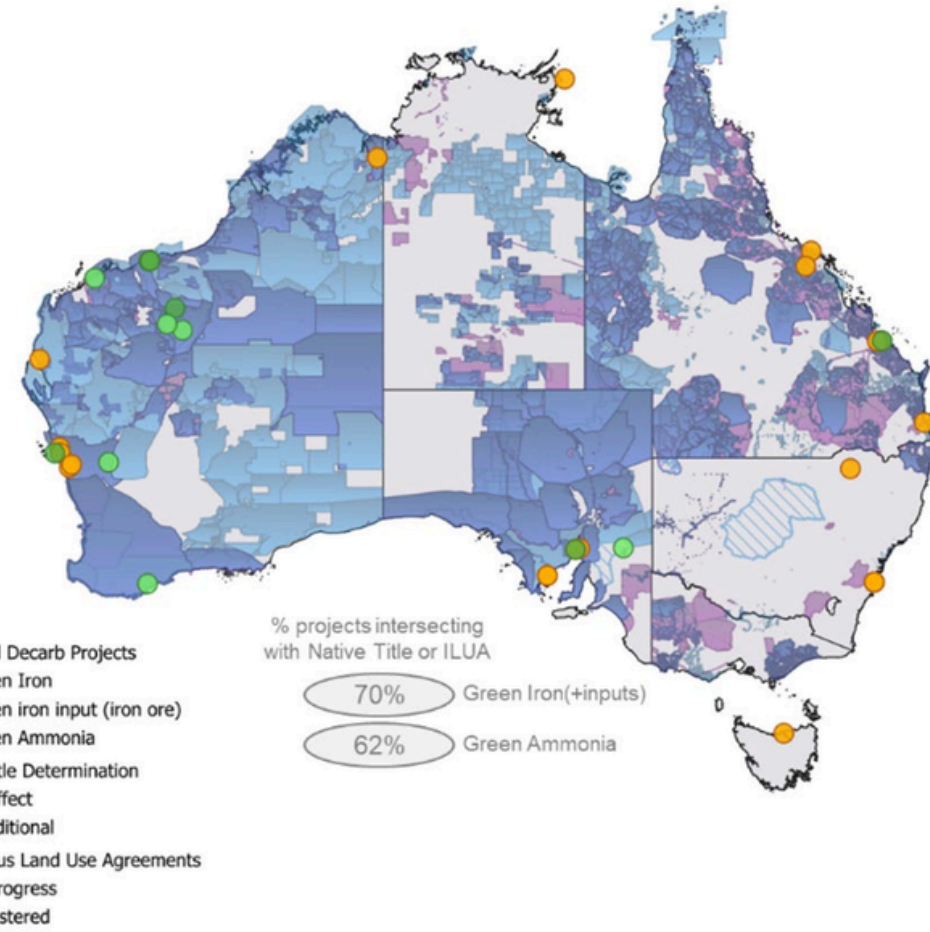 % projects intersecting
with Native Title or ILUA
70% Green Iron(+inputs)
62% Green Ammonia
l Decarb Projects
en Iron
en iron input (iron ore)
en Ammonia
tle Determination
ffect
ditional
us Land Use Agreements
rogress
stered